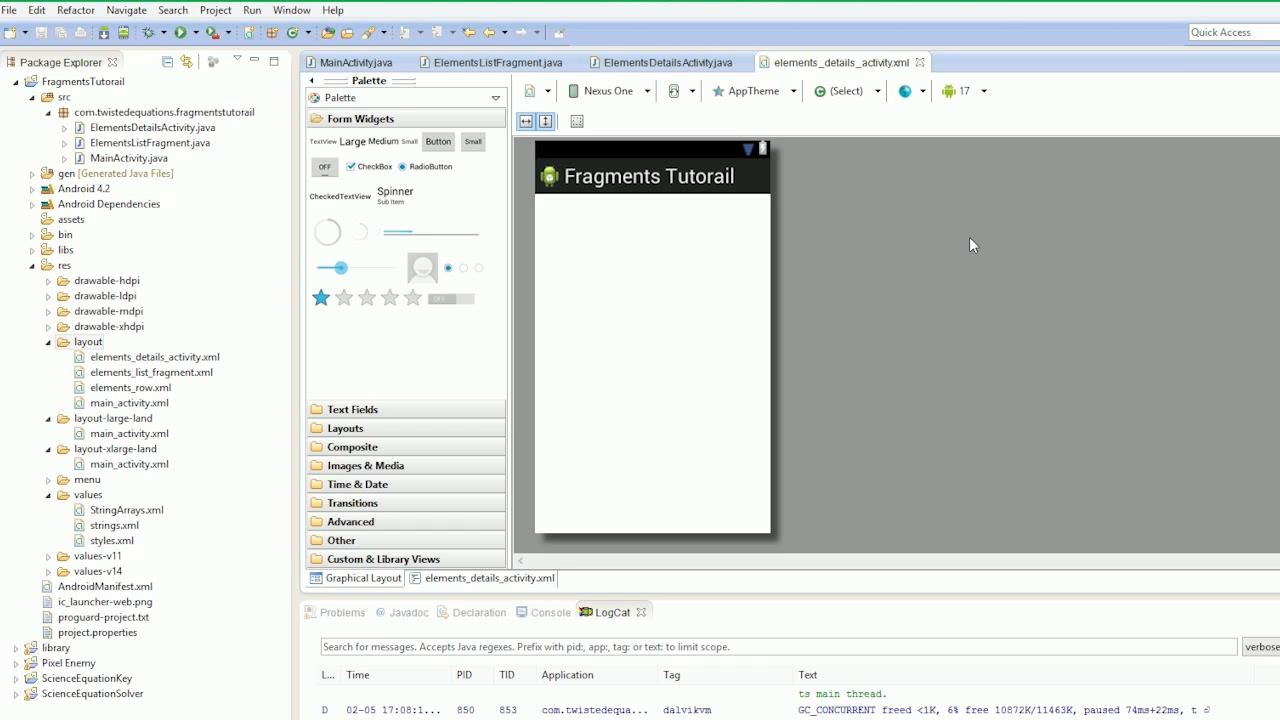 File Edit Refactor Navigate Search Project Run Window Help
Quick Access
Package Explorer
MainActivity.java
ElementsListFragment.java
ElementsDetailsActivity.java
elements_details_activity.xml
FragmentsTutorail
src
com.twistedequations.fragmentstutorail
ElementsDetailsActivity.java
ElementsListFragment.java
MainActivity.java
gen [Generated Java Files]
Android 4.2
Android Dependencies
assets
bin
libs
res
drawable-hdpi
drawable-ldpi
drawable-mdpi
drawable-xhdpi
layout
elements_details_activity.xml
elements_list_fragment.xml
elements_row.xml
main_activity.xml
layout-large-land
main_activity.xml
layout-xlarge-land
main_activity.xml
menu
values
StringArrays.xml
strings.xml
styles.xml
values-v11
values-v14
AndroidManifest.xml
ic_launcher-web.png
proguard-project.txt
project.properties
library
Pixel Enemy
ScienceEquationKey
ScienceEquationSolver
Palette
Palette
Form Widgets
TextView Large Medium Small Button Small
OFF CheckBox RadioButton
CheckedTextView Spinner
Sub Item
OFF
Text Fields
Layouts
Composite
Images & Media
Time & Date
Transitions
Advanced
Other
Custom & Library Views
Nexus One AppTheme (Select) 17
Fragments Tutorail
Graphical Layout elements_details_activity.xml
Problems @ Javadoc Declaration Console LogCat
Search for messages. Accepts Java regexes. Prefix with pid:, app:, tag: or text: to limit scope.
verbose
L... Time PID TID Application Tag Text
ts main thread.
D 02-05 17:08:1... 850 853 com.twistedequa... dalvikvm GC_CONCURRENT freed <1K, 6% free 10872K/11463K, paused 74ms+22ms, t